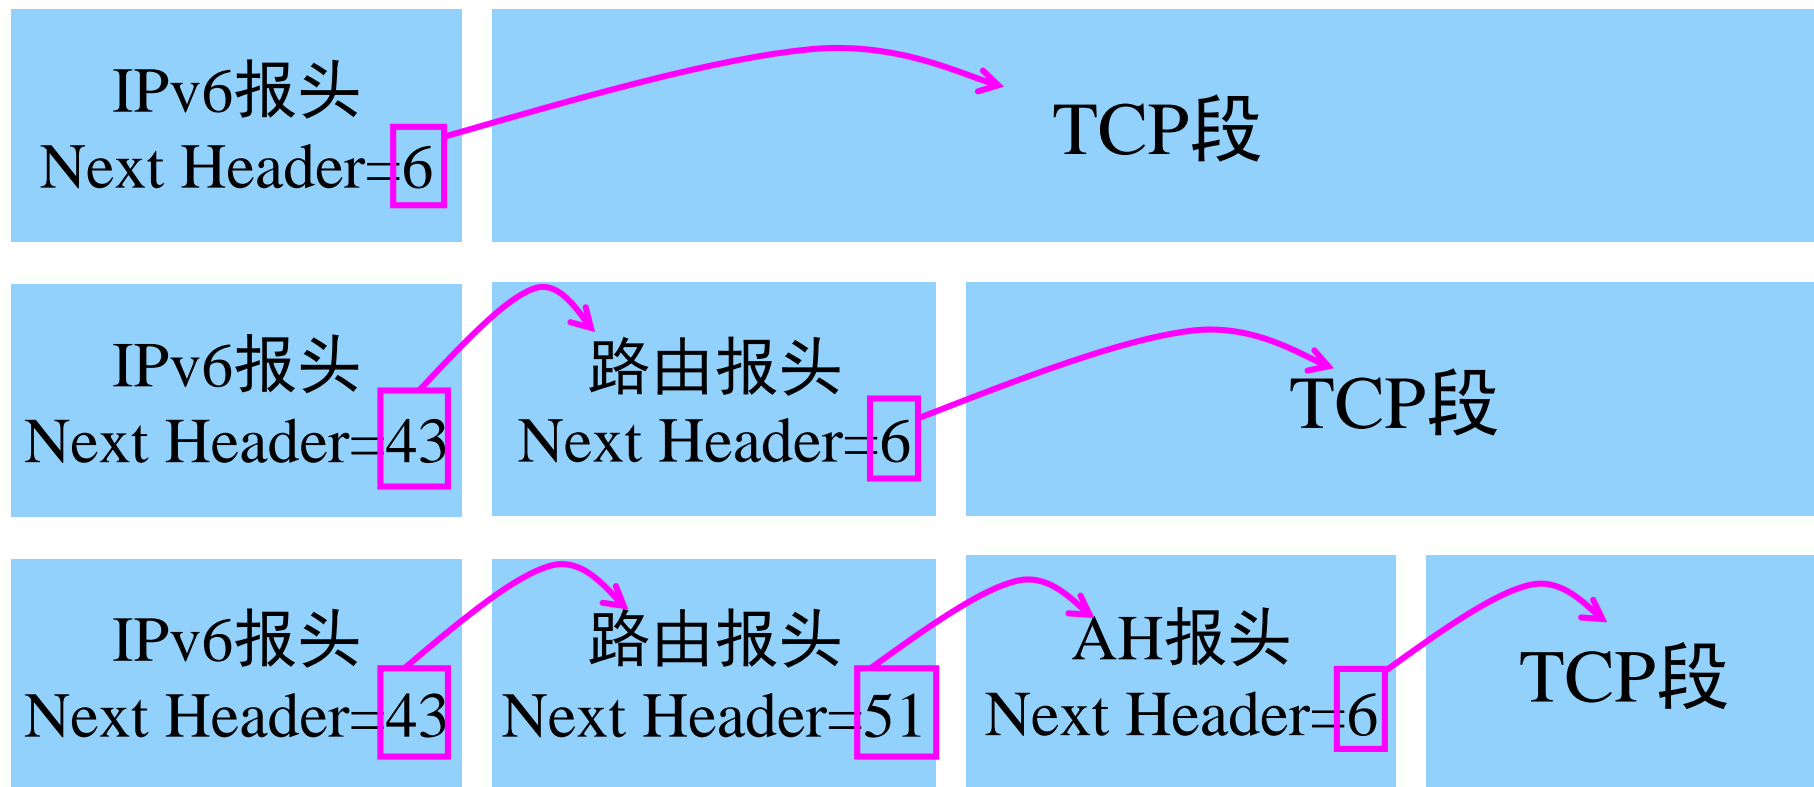 IPv6报头
Next Header=6
TCP段
IPv6报头
Next Header=43
路由报头
Next Header=6
TCP段
IPv6报头
Next Header=43
路由报头
Next Header=51
AH报头
Next Header=6
TCP段